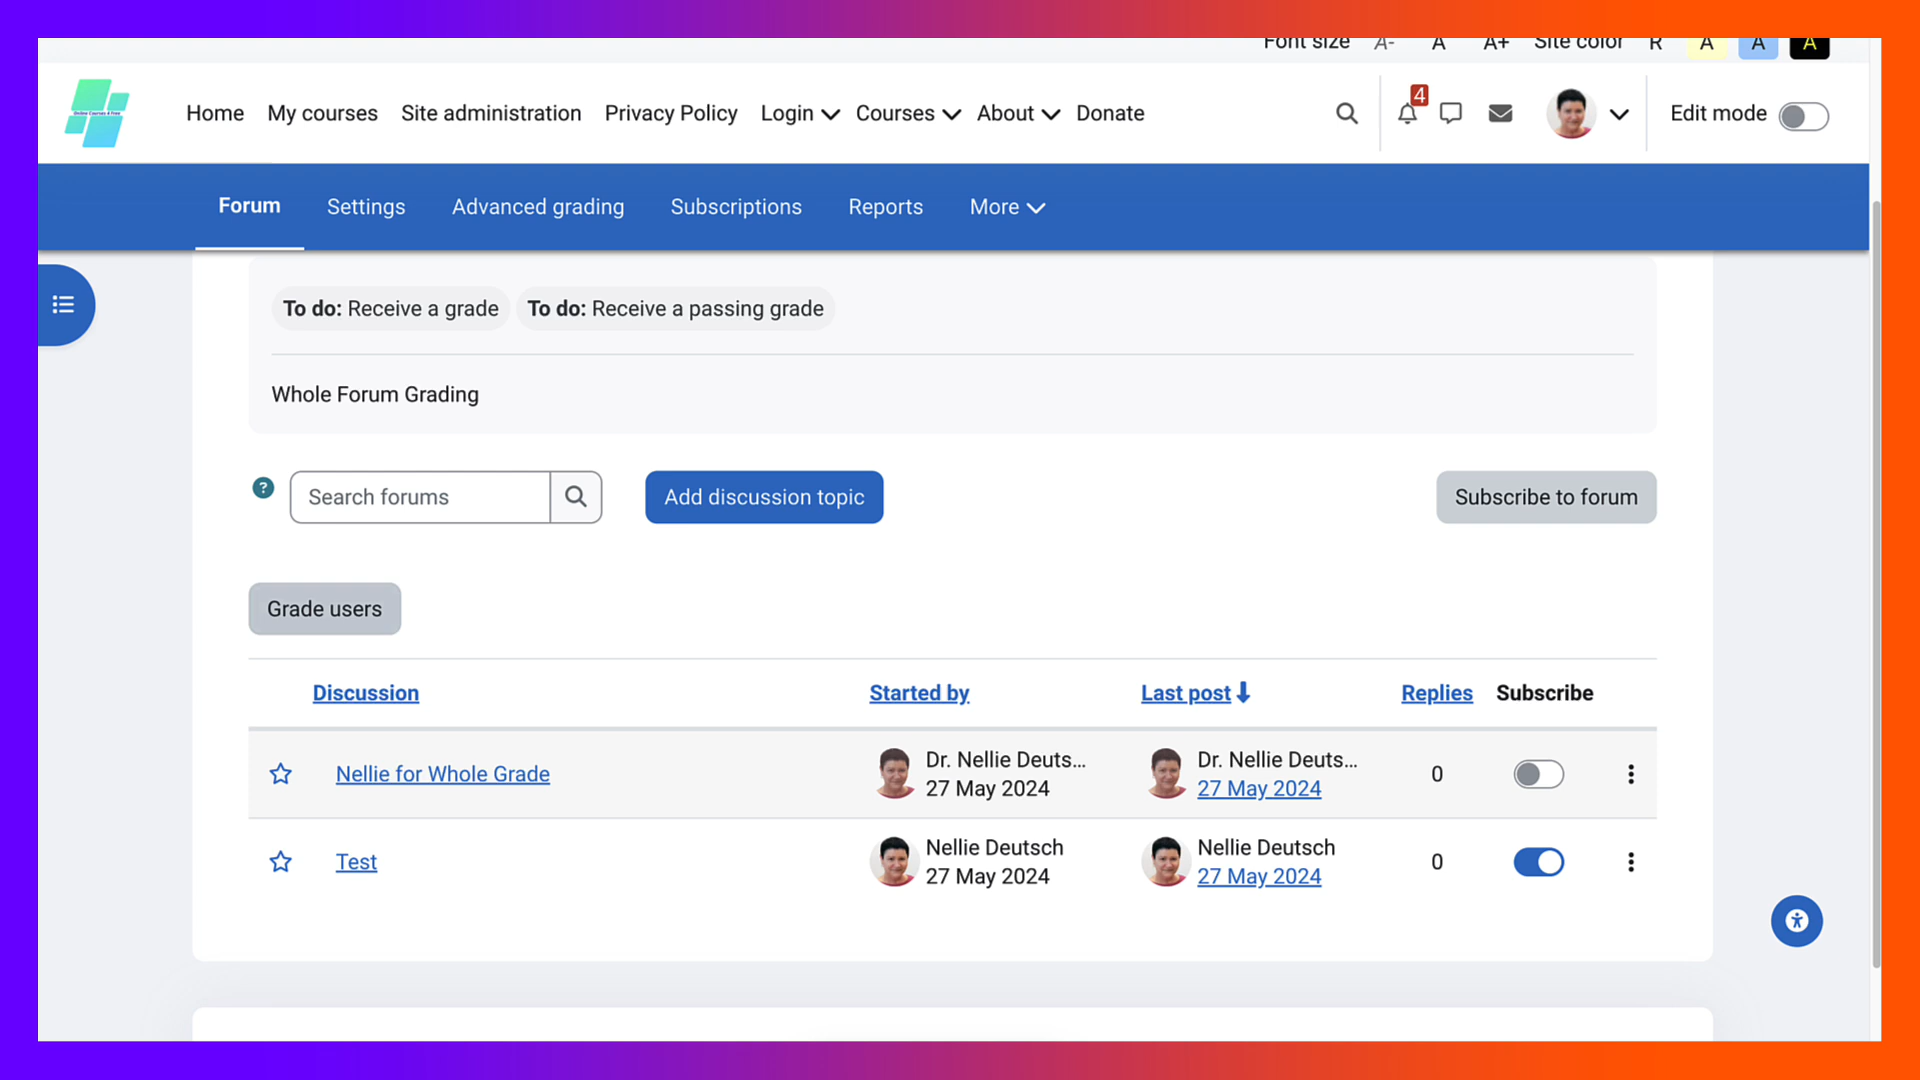 Font size A- A A+ Site color R A A A
Online Courses 4 Free
Home My courses Site administration Privacy Policy Login Courses About Donate 4 Edit mode
Forum Settings Advanced grading Subscriptions Reports More
To do: Receive a grade To do: Receive a passing grade
Whole Forum Grading
? Search forums Add discussion topic Subscribe to forum
Grade users
Discussion Started by Last post Replies Subscribe
Nellie for Whole Grade Dr. Nellie Deuts... Dr. Nellie Deuts... 0
27 May 2024 27 May 2024
Test Nellie Deutsch Nellie Deutsch 0
27 May 2024 27 May 2024